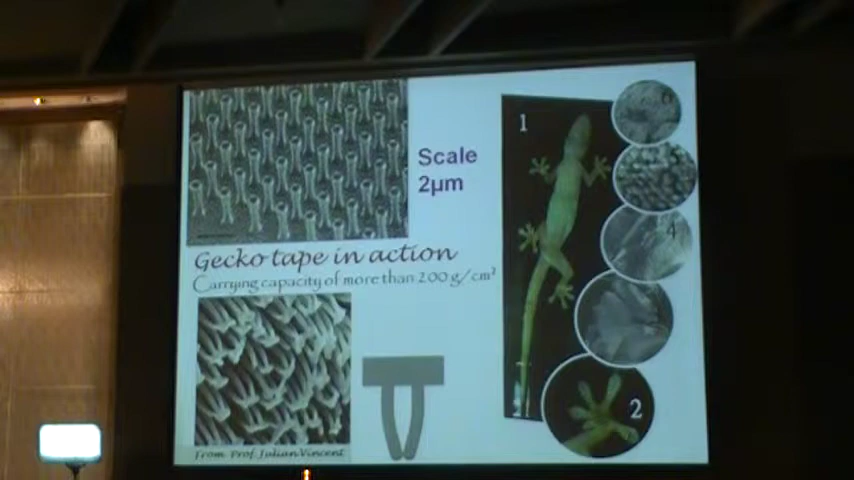 Scale
2µm
Gecko tape in action
Carrying capacity of more than 200 g/cm²
From Prof. Julian Vincent
1
6
4
2